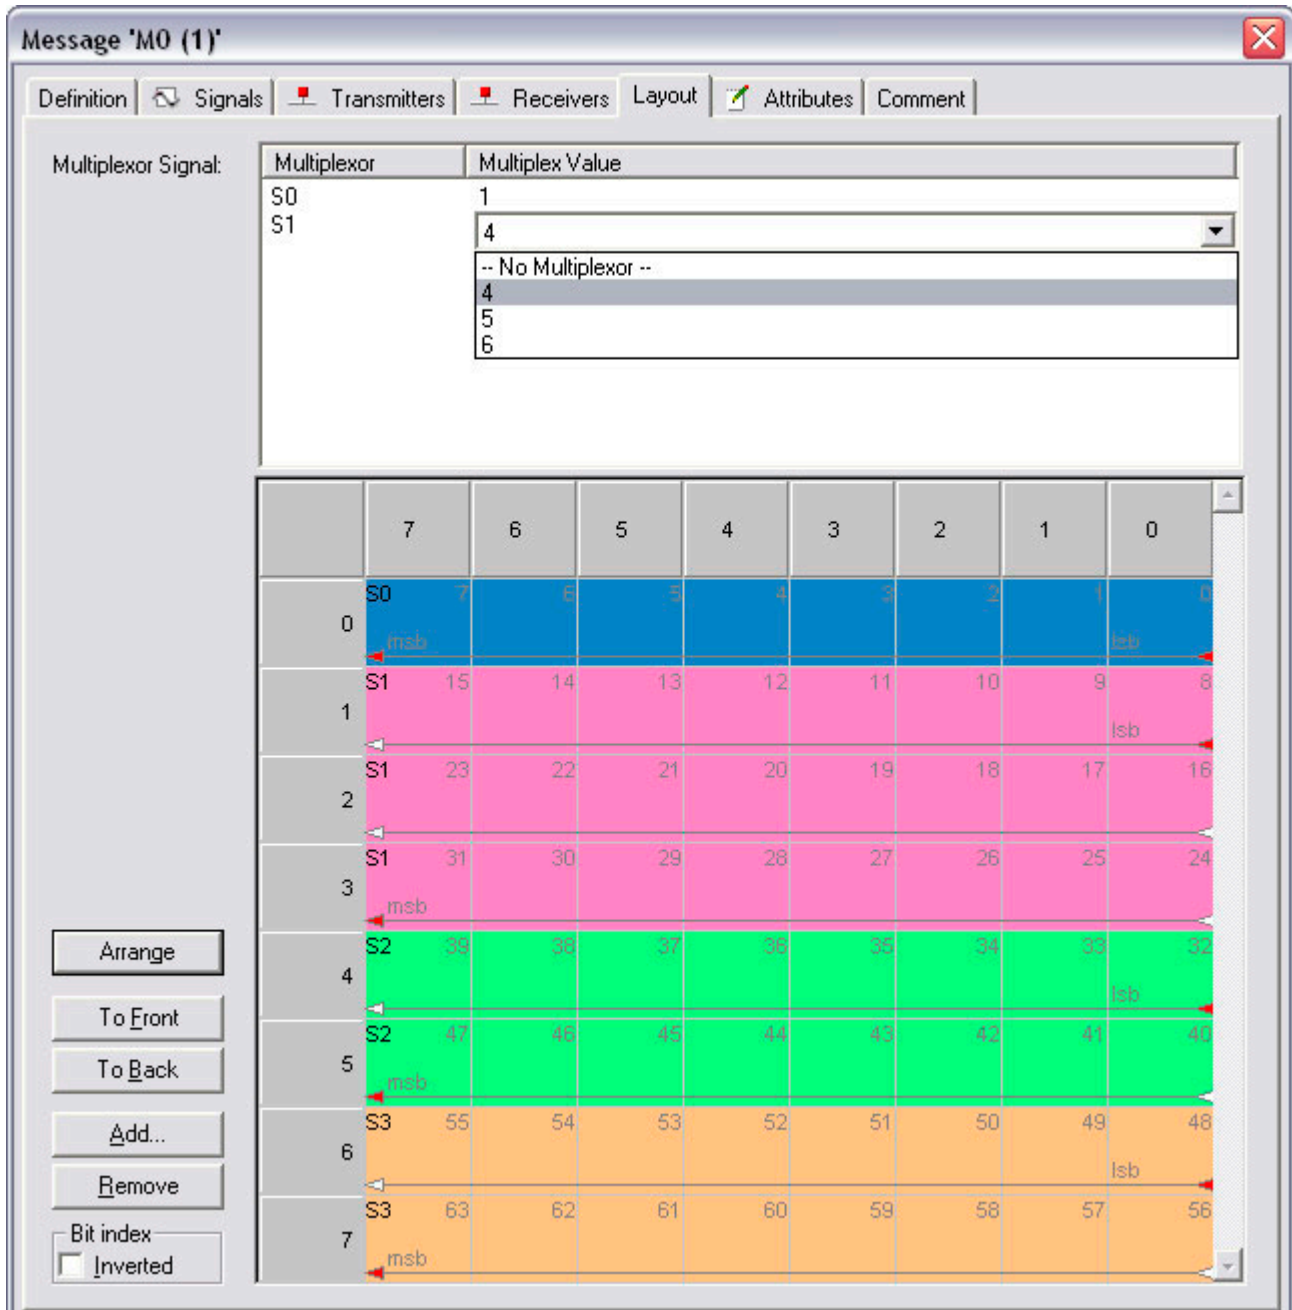 Message 'M0 (1)'
Definition Signals Transmitters Receivers Layout Attributes Comment
Multiplexor Signal: Multiplexor Multiplex Value
S0 1
S1 4
-- No Multiplexor --
4
5
6
7 6 5 4 3 2 1 0
S0 7 6 5 4 3 2 1 0
0
msb lsb
S1 15 14 13 12 11 10 9 8
1
lsb
S1 23 22 21 20 19 18 17 16
2
S1 31 30 29 28 27 26 25 24
3
msb
Arrange
S2 39 38 37 36 35 34 33 32
4
lsb
To Front
S2 47 46 45 44 43 42 41 40
5
To Back
msb
Add...
S3 55 54 53 52 51 50 49 48
6
lsb
Remove
S3 63 62 61 60 59 58 57 56
7
Bit index
Inverted
msb